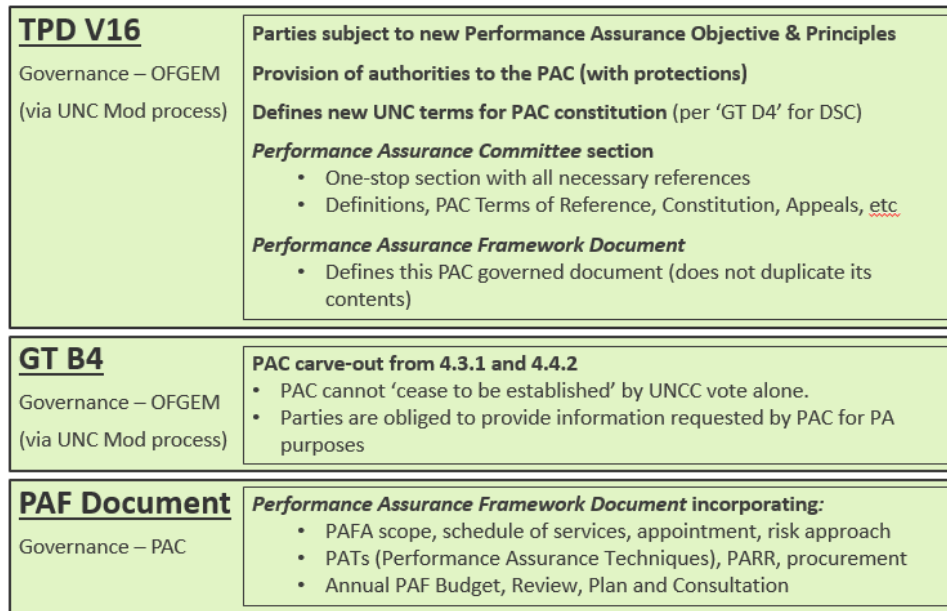 TPD V16
Governance – OFGEM
(via UNC Mod process)
Parties subject to new Performance Assurance Objective & Principles
Provision of authorities to the PAC (with protections)
Defines new UNC terms for PAC constitution (per ‘GT D4’ for DSC)
Performance Assurance Committee section
• One-stop section with all necessary references
• Definitions, PAC Terms of Reference, Constitution, Appeals, etc
Performance Assurance Framework Document
• Defines this PAC governed document (does not duplicate its
contents)
GT B4
Governance – OFGEM
(via UNC Mod process)
PAC carve-out from 4.3.1 and 4.4.2
• PAC cannot ‘cease to be established’ by UNCC vote alone.
• Parties are obliged to provide information requested by PAC for PA
purposes
PAF Document
Governance – PAC
Performance Assurance Framework Document incorporating:
• PAFA scope, schedule of services, appointment, risk approach
• PATs (Performance Assurance Techniques), PARR, procurement
• Annual PAF Budget, Review, Plan and Consultation